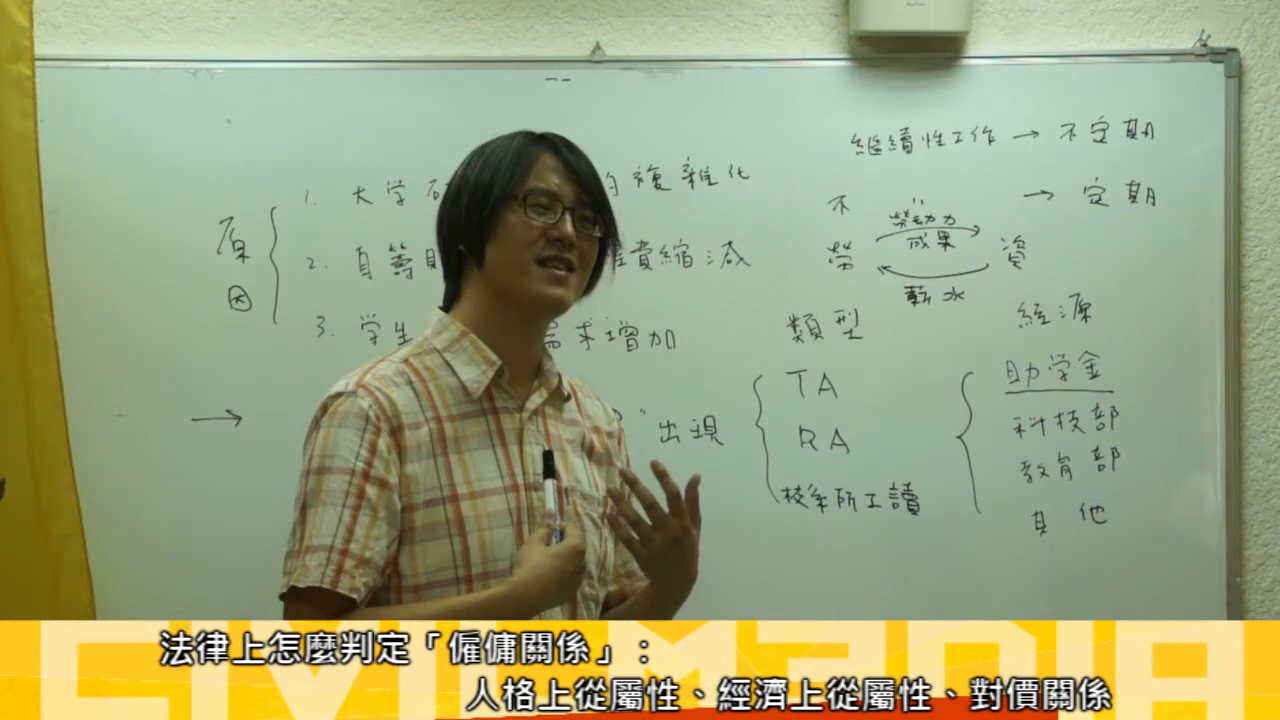 繼續性工作 → 不定期
不 → 定期
勞動力
成果
勞 資
薪水
原因
1. 大学 的複雜化
2. 自籌 費縮減
3. 学生 需求增加
→ "出現
類型
TA
RA
校系所工讀
經源
助学金
科技部
教育部
其他
法律上怎麼判定「僱傭關係」：
人格上從屬性、經濟上從屬性、對價關係
CIVILMEDIA